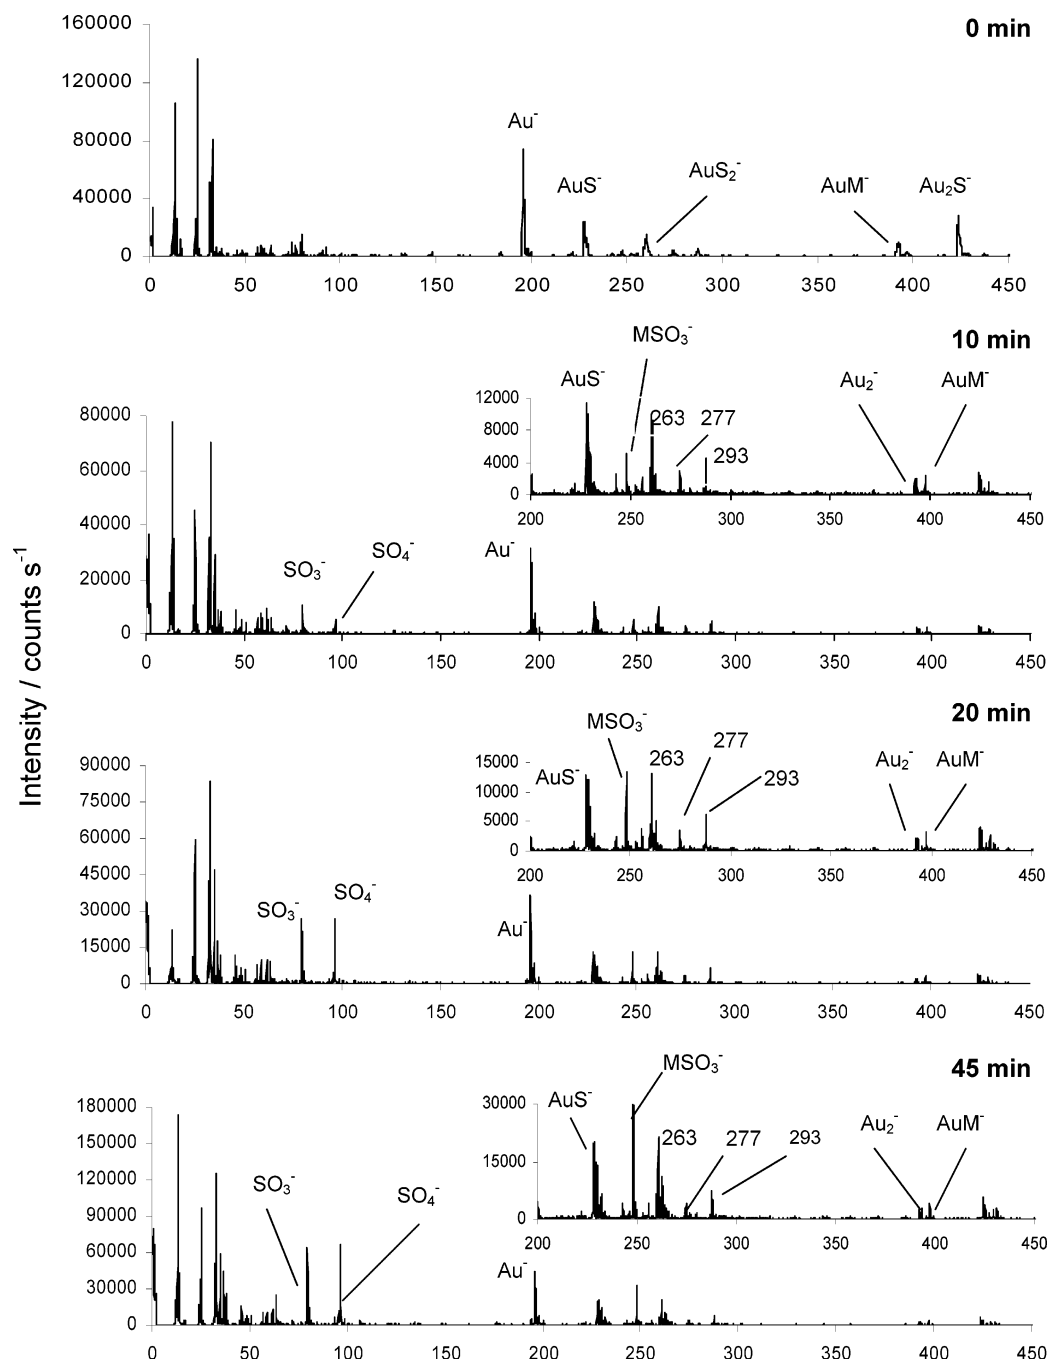 0 min
160000
120000
80000
40000
0
Au⁻
AuS⁻
AuS₂⁻
AuM⁻
Au₂S⁻
0 50 100 150 200 250 300 350 400 450
10 min
MSO₃⁻
AuS⁻
Au₂⁻
AuM⁻
12000
8000
4000
0
263
277
293
200 250 300 350 400 450
80000
60000
40000
20000
0
SO₃⁻
SO₄⁻
Au⁻
0 50 100 150 200 250 300 350 400 450
Intensity / counts s⁻¹
20 min
MSO₃⁻
AuS⁻
263
277
293
Au₂⁻
AuM⁻
15000
10000
5000
0
200 250 300 350 400 450
90000
75000
60000
45000
30000
15000
0
SO₃⁻
SO₄⁻
Au⁻
0 50 100 150 200 250 300 350 400 450
45 min
MSO₃⁻
AuS⁻
263
277
293
Au₂⁻
AuM⁻
30000
15000
0
200 250 300 350 400 450
180000
150000
120000
90000
60000
30000
0
SO₃⁻
SO₄⁻
Au⁻
0 50 100 150 200 250 300 350 400 450